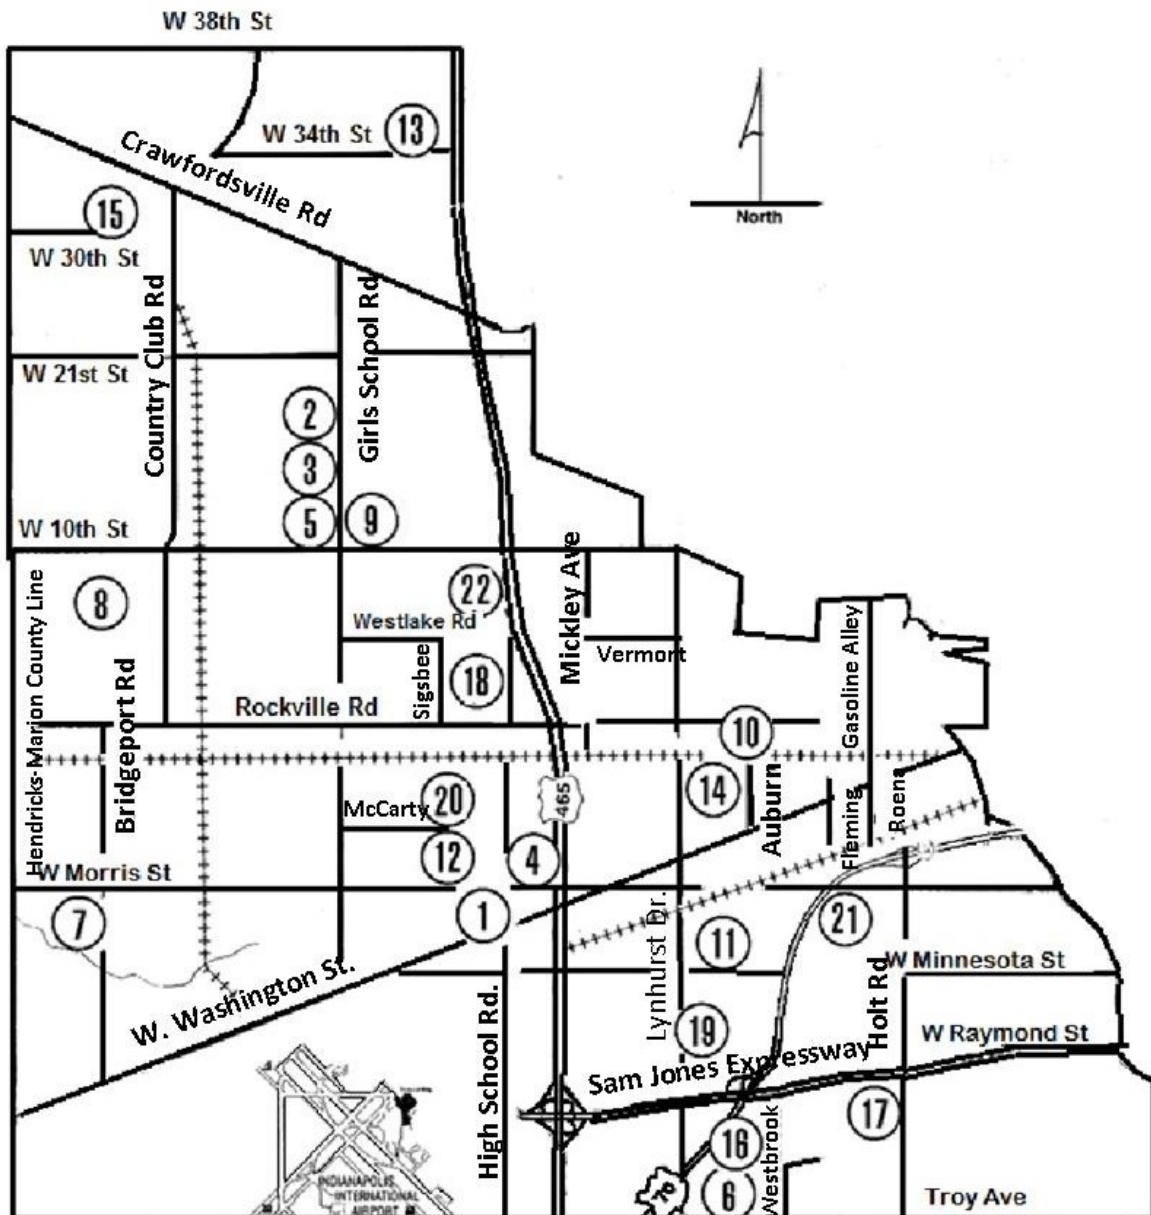 W 38th St
W 34th St
13
Crawfordsville Rd
15
North
W 30th St
Country Club Rd
Girls School Rd
W 21st St
2
3
5
9
W 10th St
Hendricks-Marion County Line
8
22
Mickley Ave
Westlake Rd
Vermont
Gasoline Alley
Bridgeport Rd
Sigsbee
18
Rockville Rd
10
465
14
Auburn
Fleming
Roena
McCarty
20
12
4
W Morris St
7
1
Lynhurst Dr.
11
21
W Minnesota St
W. Washington St.
High School Rd.
19
Holt Rd
W Raymond St
Sam Jones Expressway
17
16
Westbrook
INDIANAPOLIS
INTERNATIONAL
AIRPORT
70
6
Troy Ave